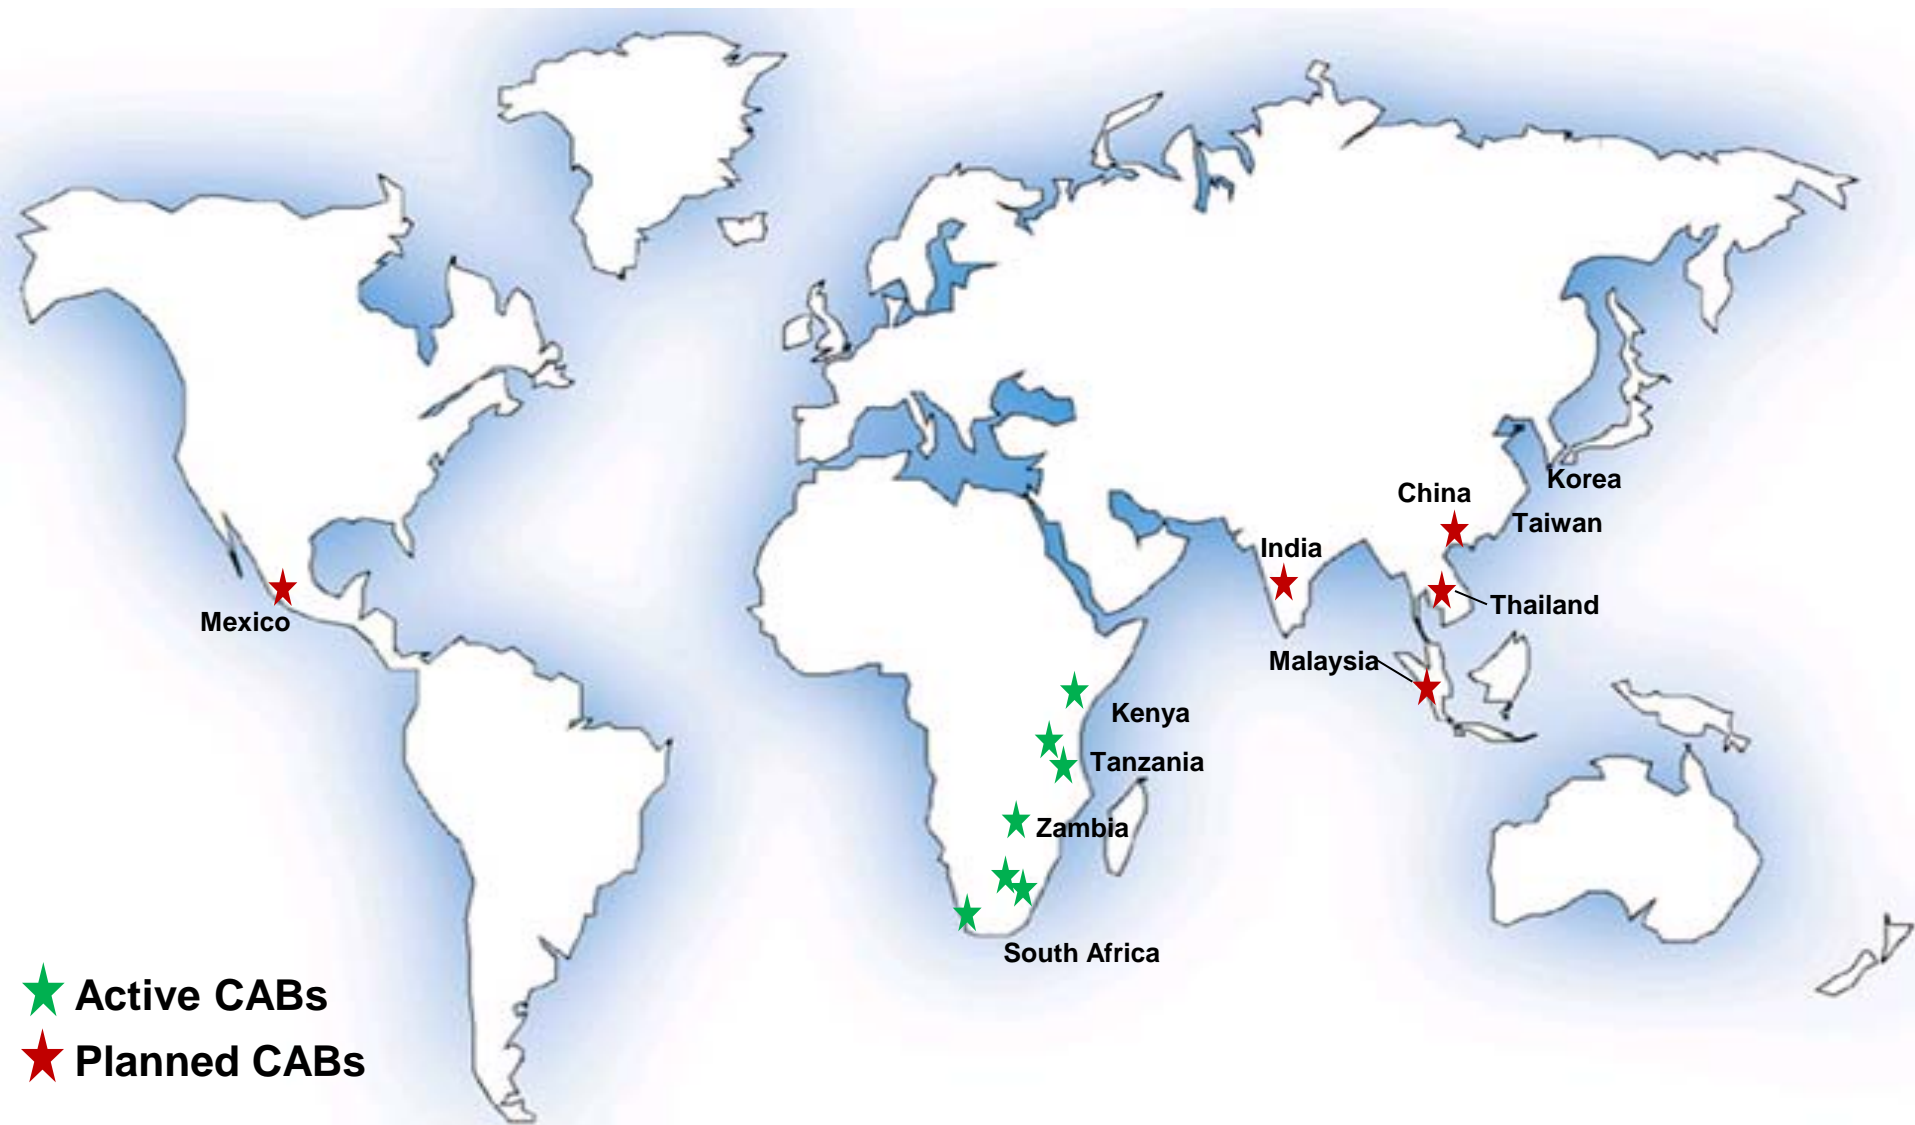 Korea
China
Taiwan
India
Thailand
Mexico
Malaysia
Kenya
Tanzania
Zambia
South Africa
Active CABs
Planned CABs